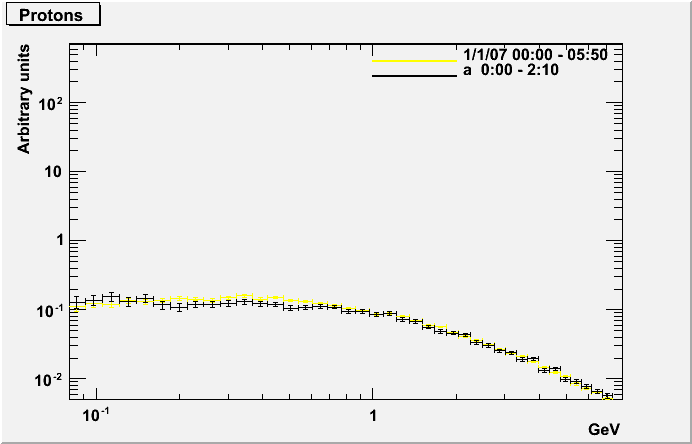 Protons
Arbitrary units
1/1/07 00:00 - 05:50
a 0:00 - 2:10
10²
10
1
10⁻¹
10⁻²
10⁻¹
1
GeV